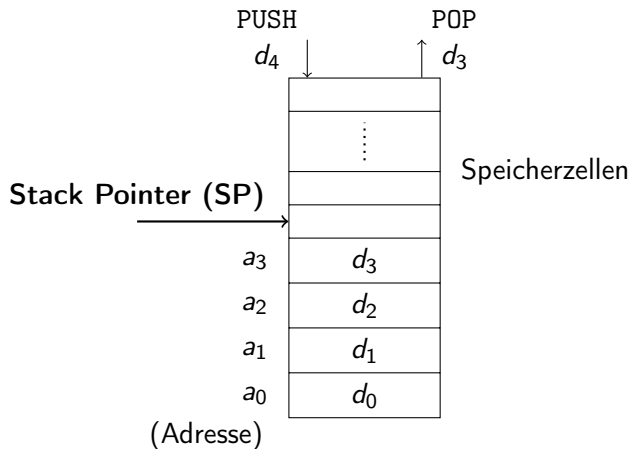 PUSH POP
d₄ d₃
Speicherzellen
Stack Pointer (SP)
a₃ d₃
a₂ d₂
a₁ d₁
a₀ d₀
(Adresse)